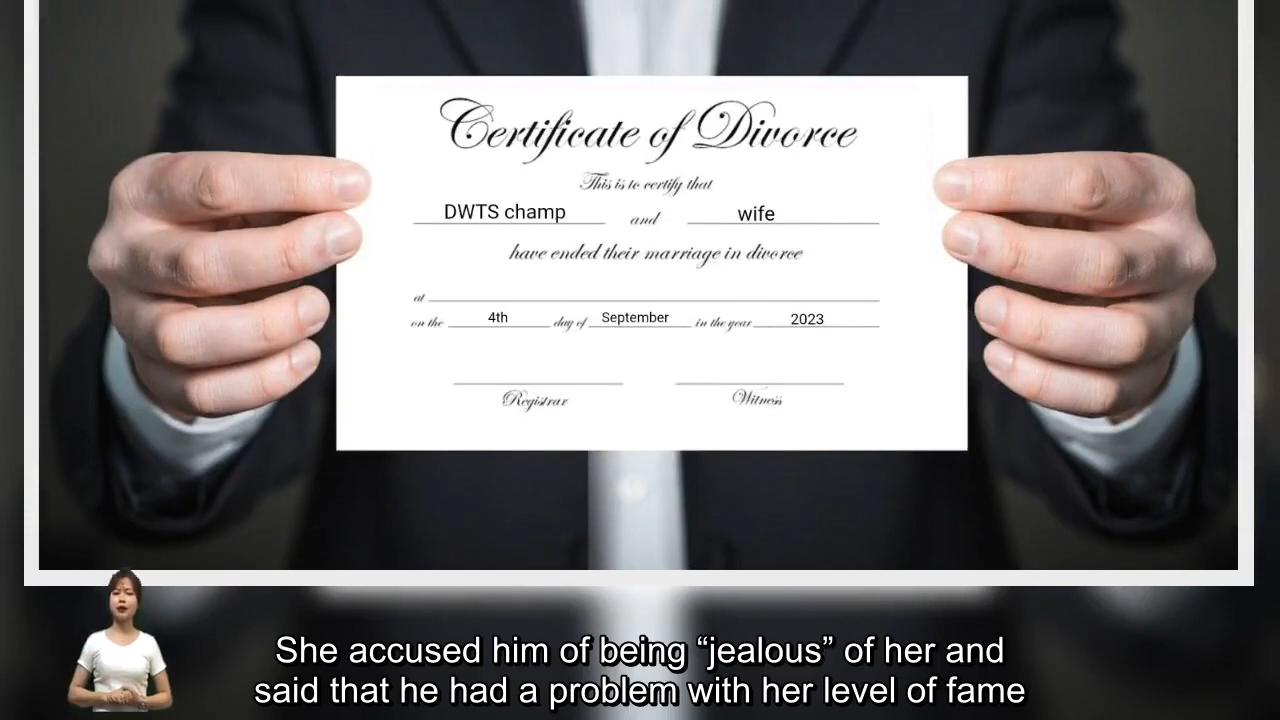 Certificate of Divorce
This is to certify that
DWTS champ and wife
have ended their marriage in divorce
at
on the 4th day of September in the year 2023
Registrar Witness
She accused him of being “jealous” of her and
said that he had a problem with her level of fame